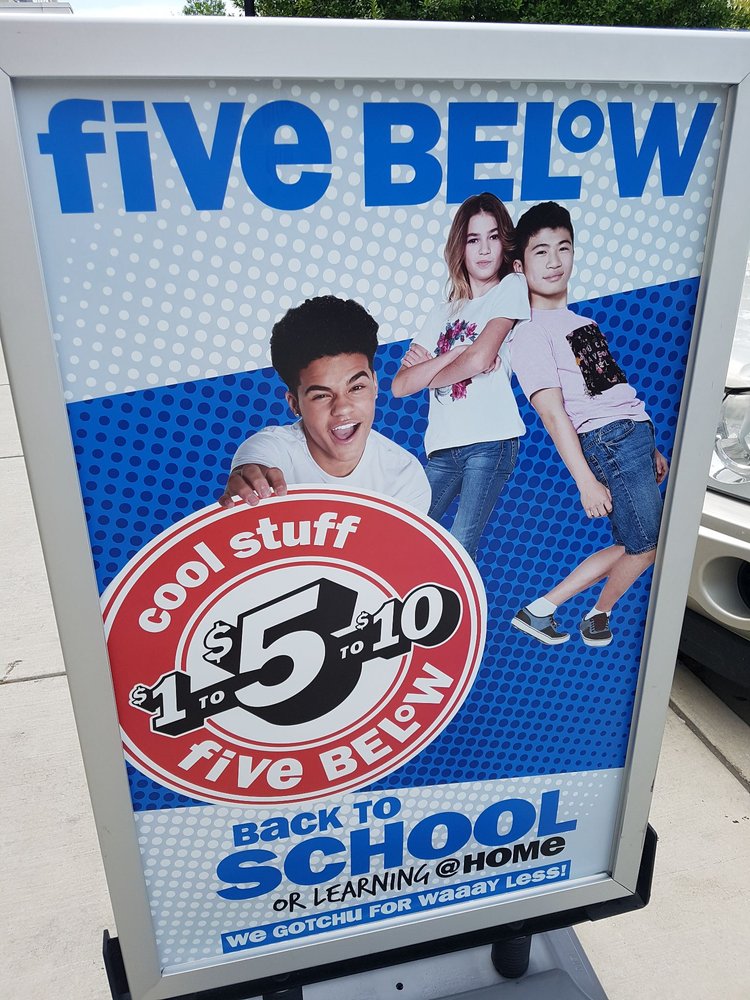 five BELOW
cool stuff
$1 TO $5 TO $10
five BELOW
BACK TO
SCHOOL
OR LEARNING @HOME
WE GOTCHU FOR WAAAY LESS!